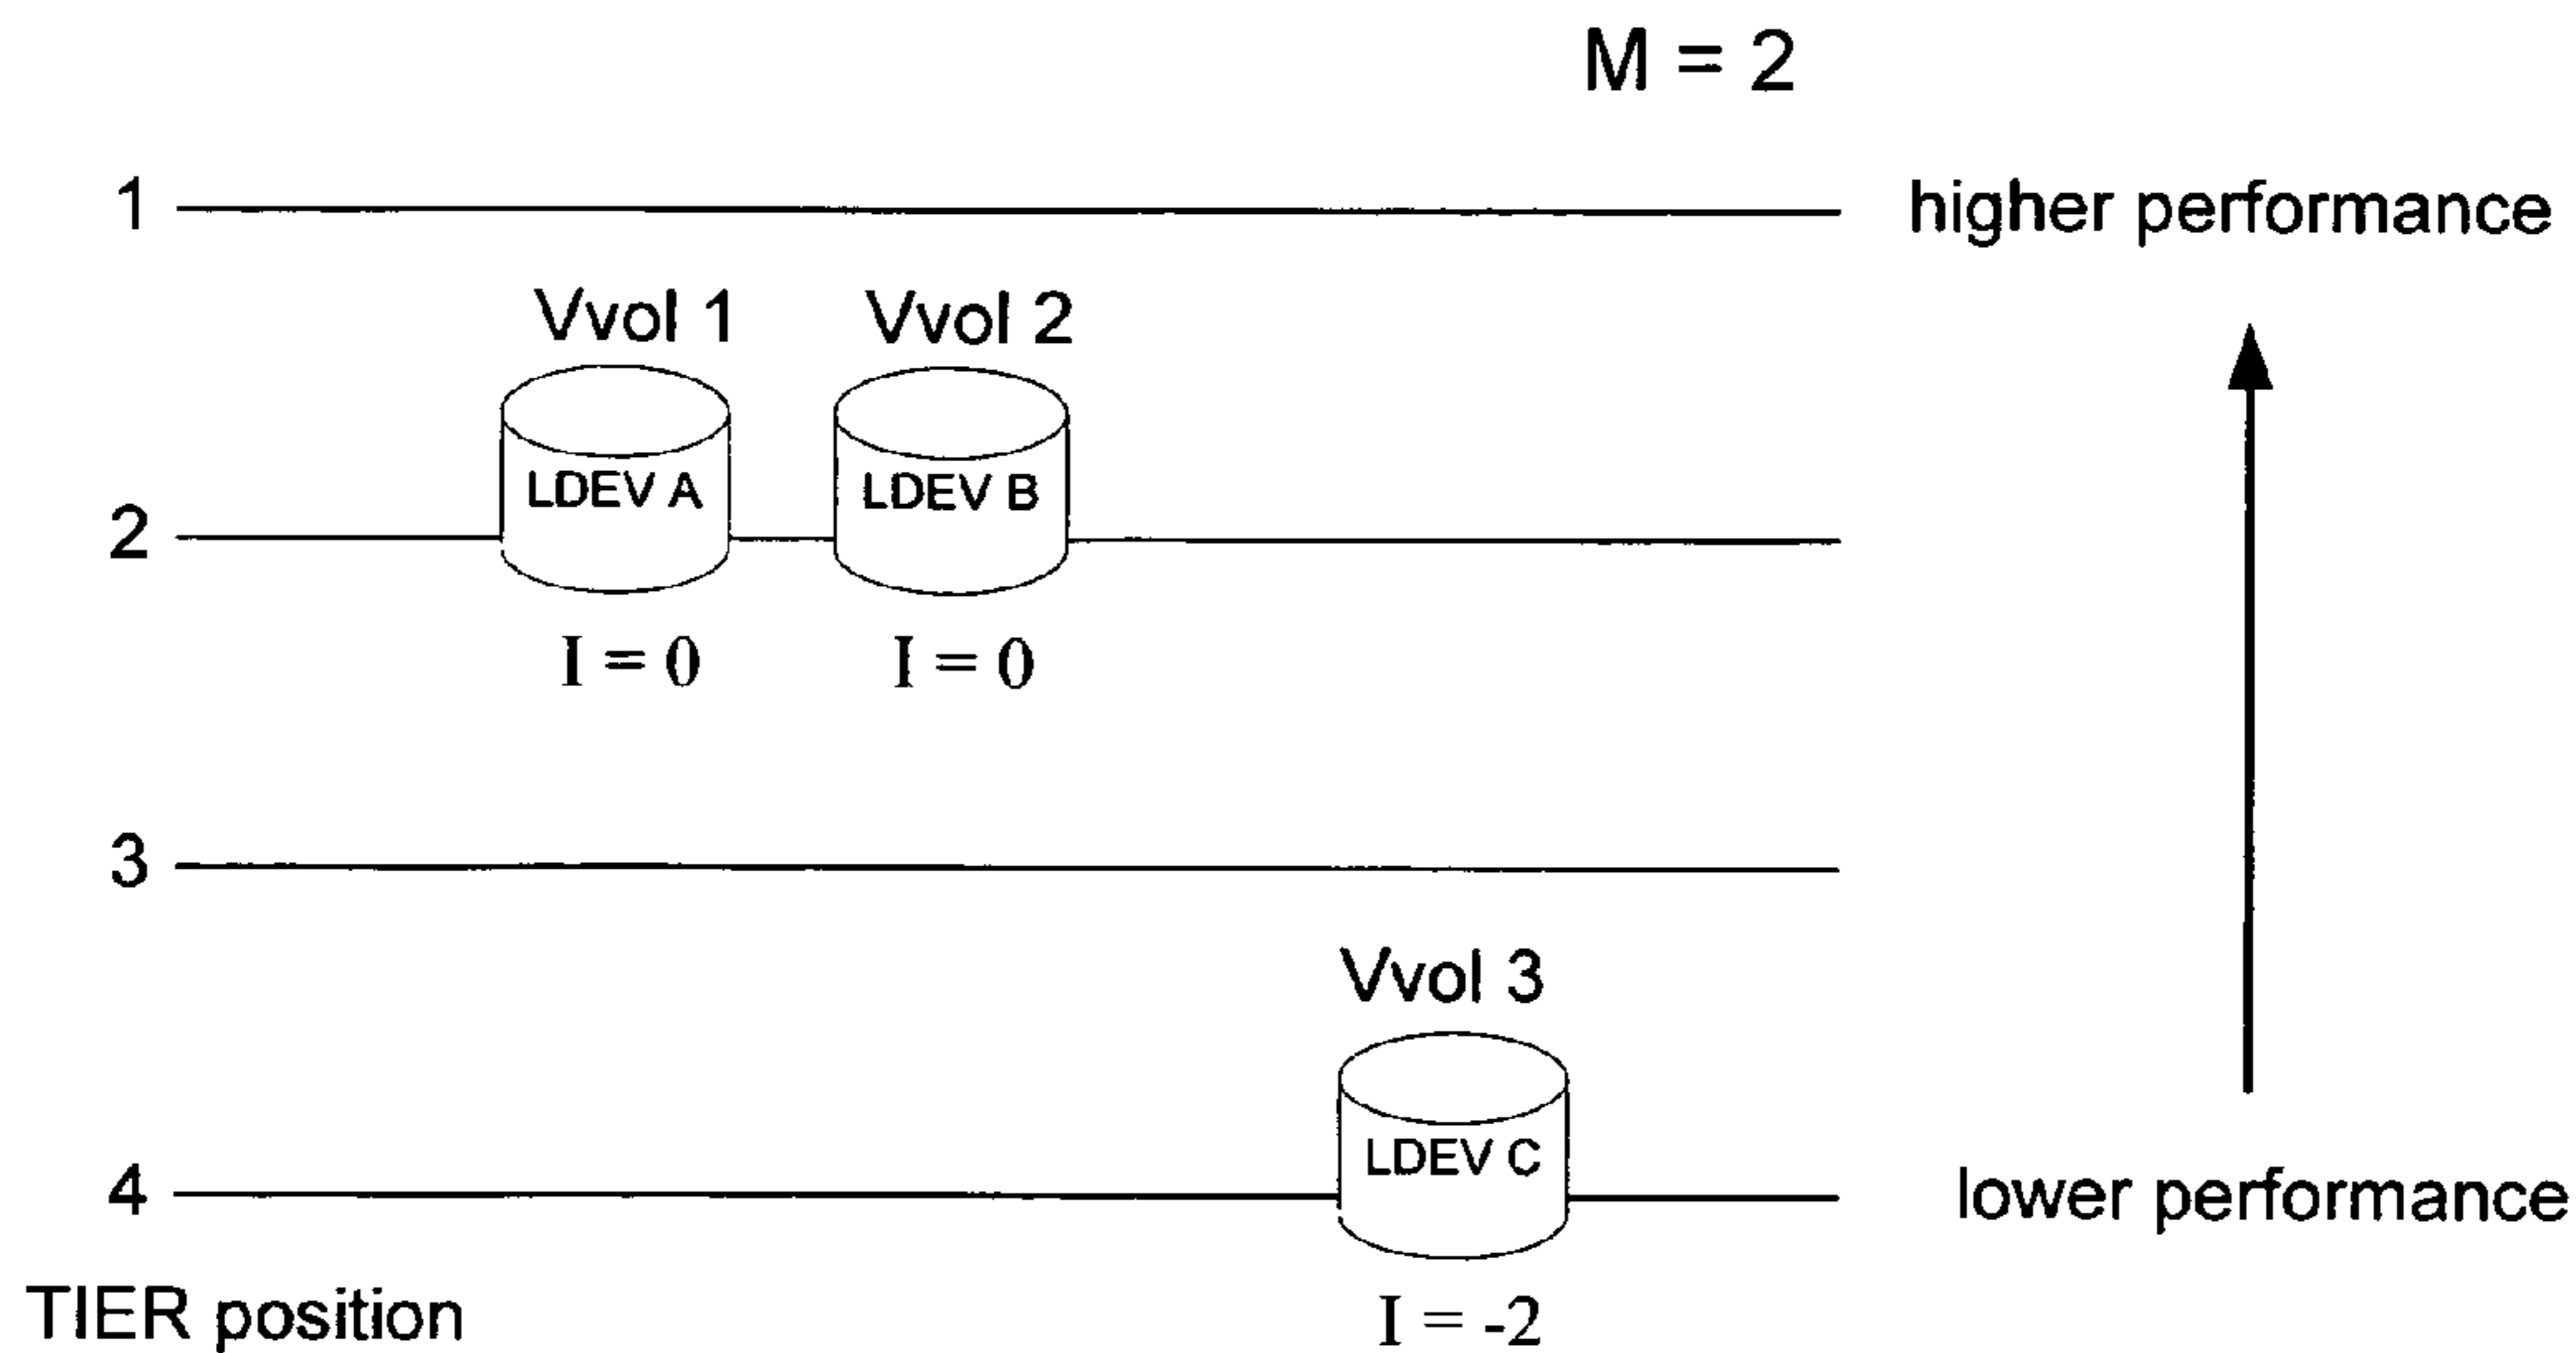 M = 2
1
higher performance
Vvol 1
Vvol 2
LDEV A
LDEV B
2
I = 0
I = 0
3
Vvol 3
LDEV C
4
lower performance
TIER position
I = -2